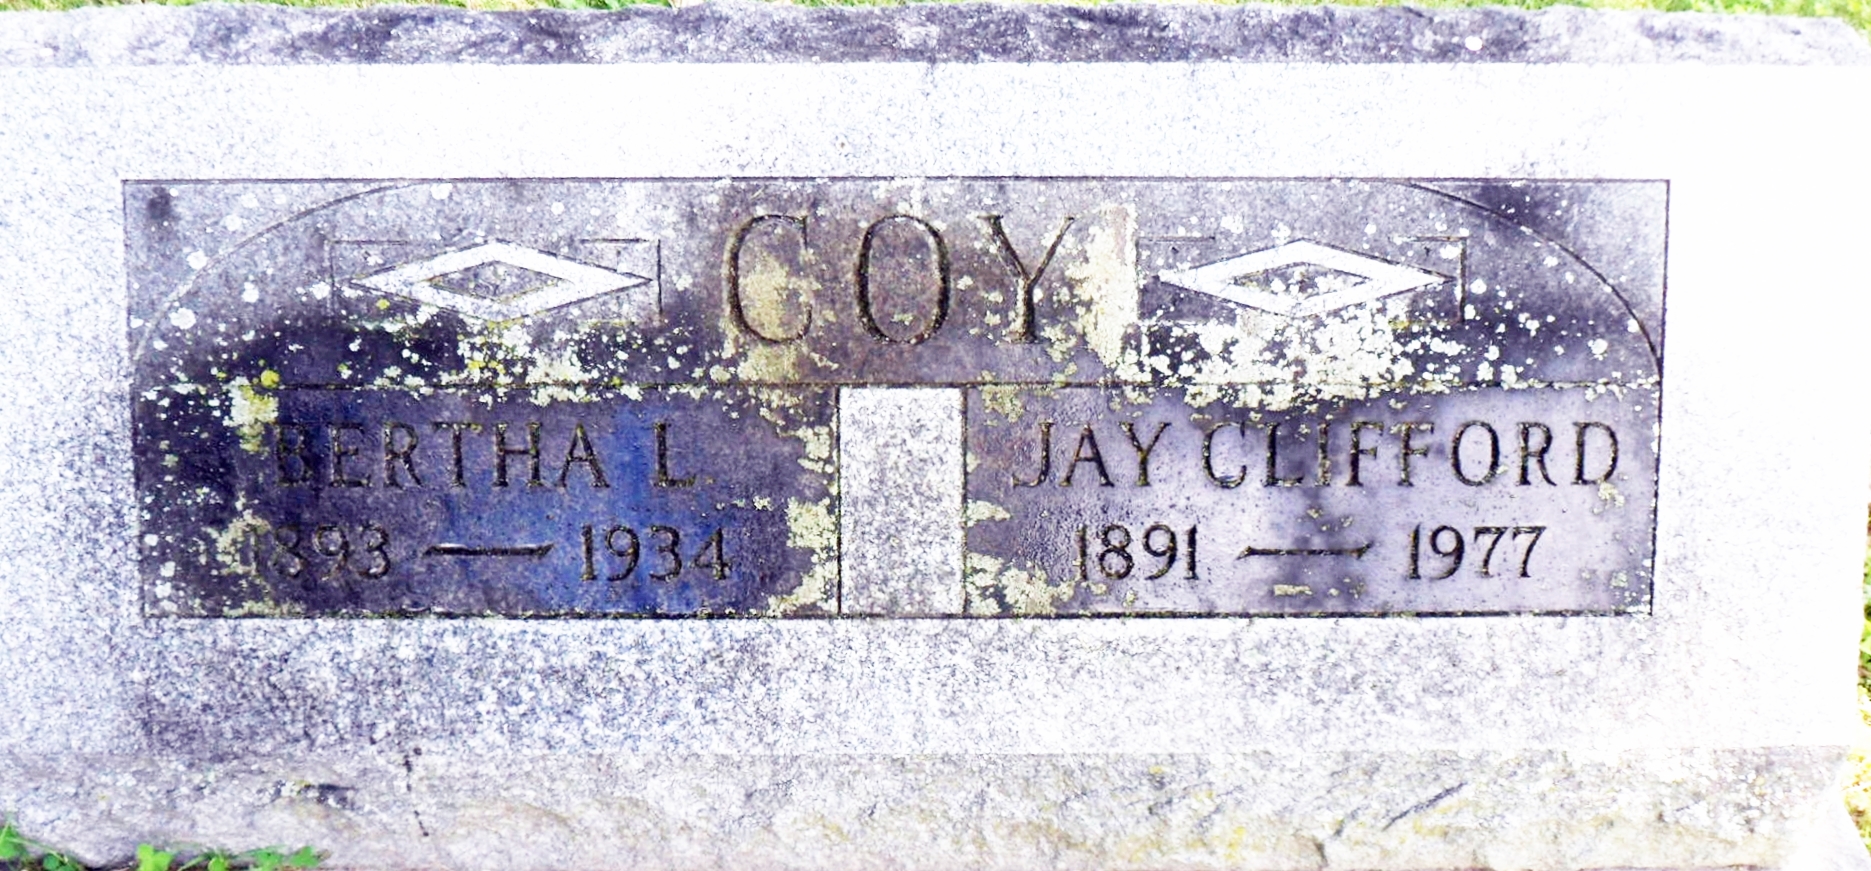 COY
BERTHA L.
1893 — 1934
JAY CLIFFORD
1891 — 1977